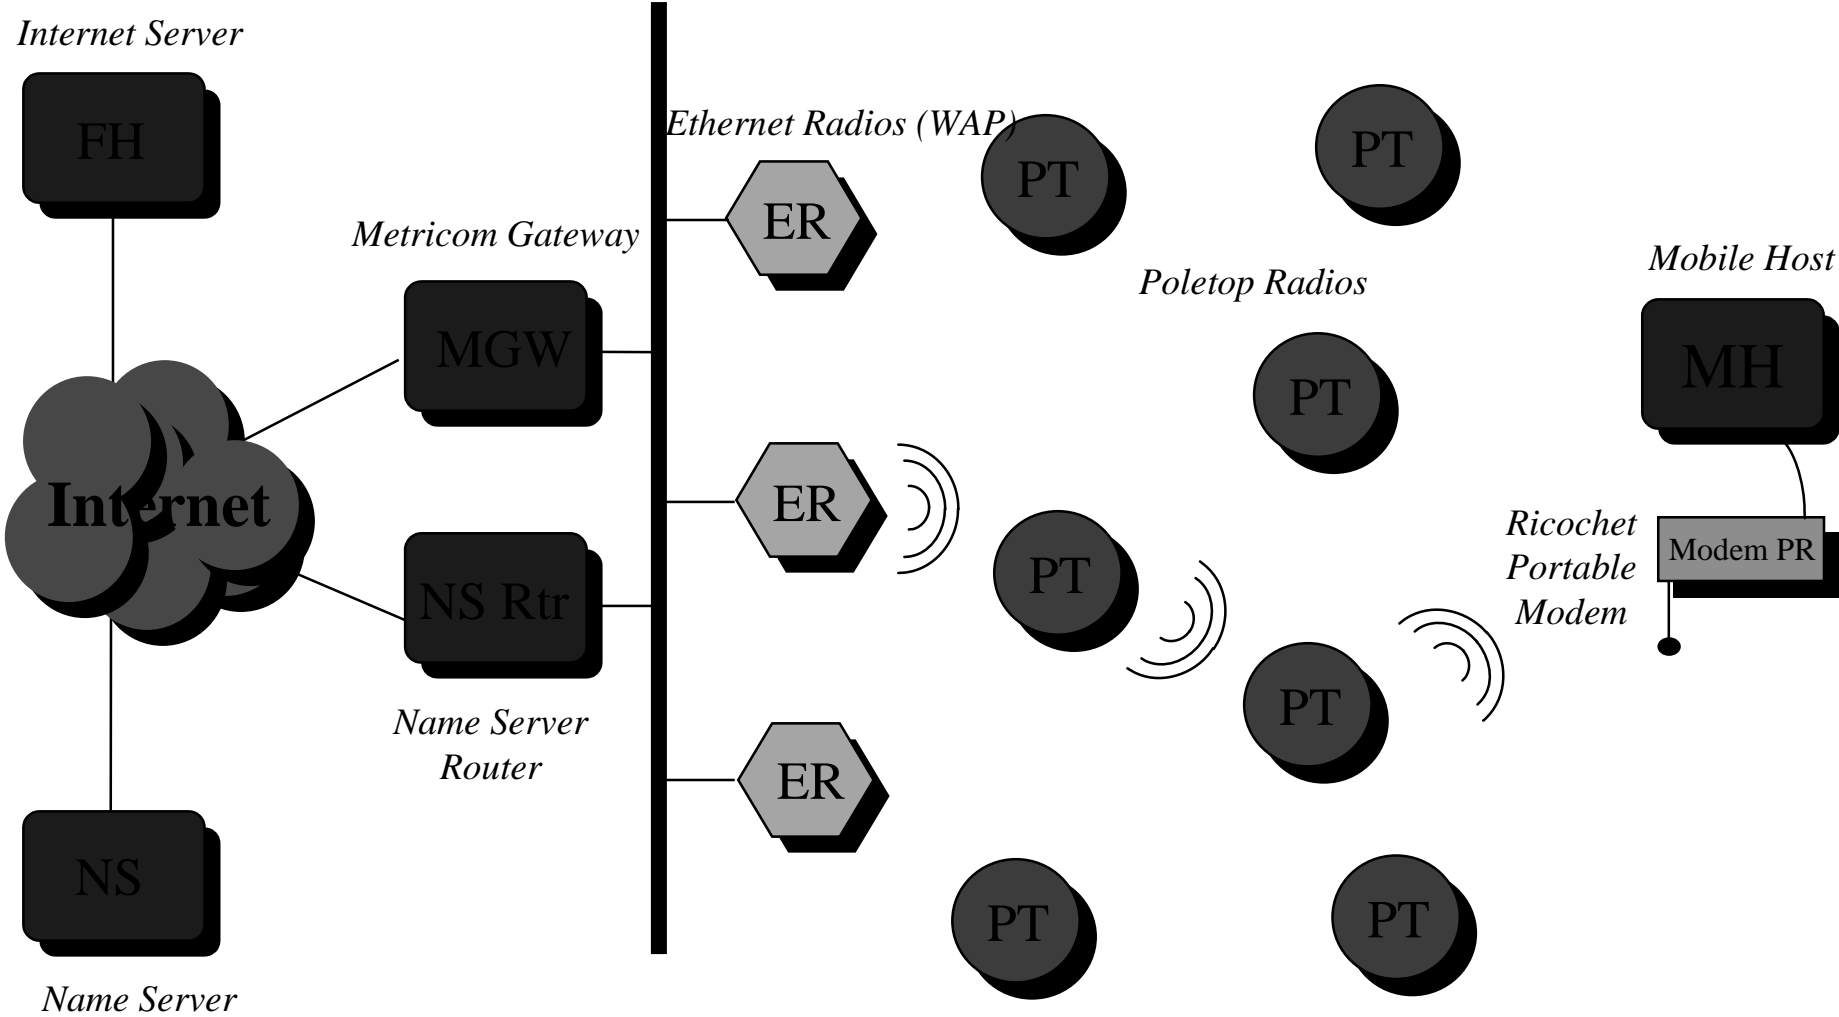 Internet Server
FH
Ethernet Radios (WAP)
PT
PT
ER
Metricom Gateway
MGW
Poletop Radios
Mobile Host
MH
PT
Internet
ER
Ricochet
Portable
Modem
Modem PR
PT
NS Rtr
Name Server
Router
PT
ER
NS
PT
PT
Name Server